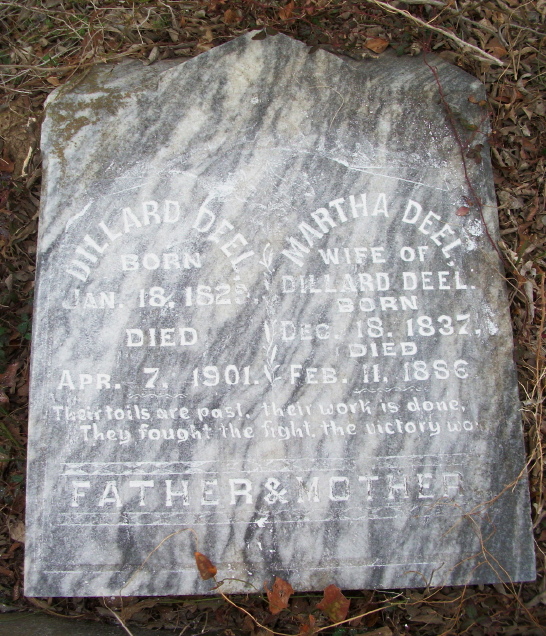 DILLARD DEEL.
BORN
JAN. 18, 1823.
DIED
APR. 7, 1901.
MARTHA DEEL.
WIFE OF
DILLARD DEEL.
BORN
DEC. 18. 1837.
DIED
FEB. 11, 1886
Their toils are past, their work is done,
They fought the fight, the victory wo
FATHER & MOTHER